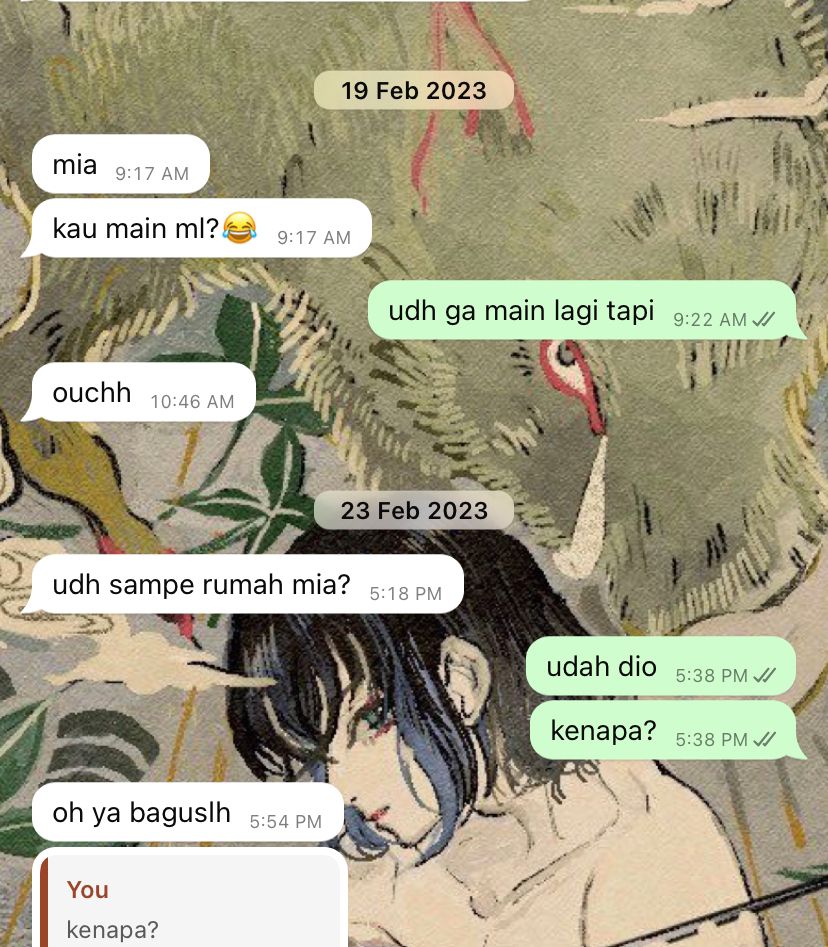 19 Feb 2023
mia 9:17 AM
kau main ml?😂 9:17 AM
udh ga main lagi tapi 9:22 AM
ouchh 10:46 AM
23 Feb 2023
udh sampe rumah mia? 5:18 PM
udah dio 5:38 PM
kenapa? 5:38 PM
oh ya baguslh 5:54 PM
You
kenapa?